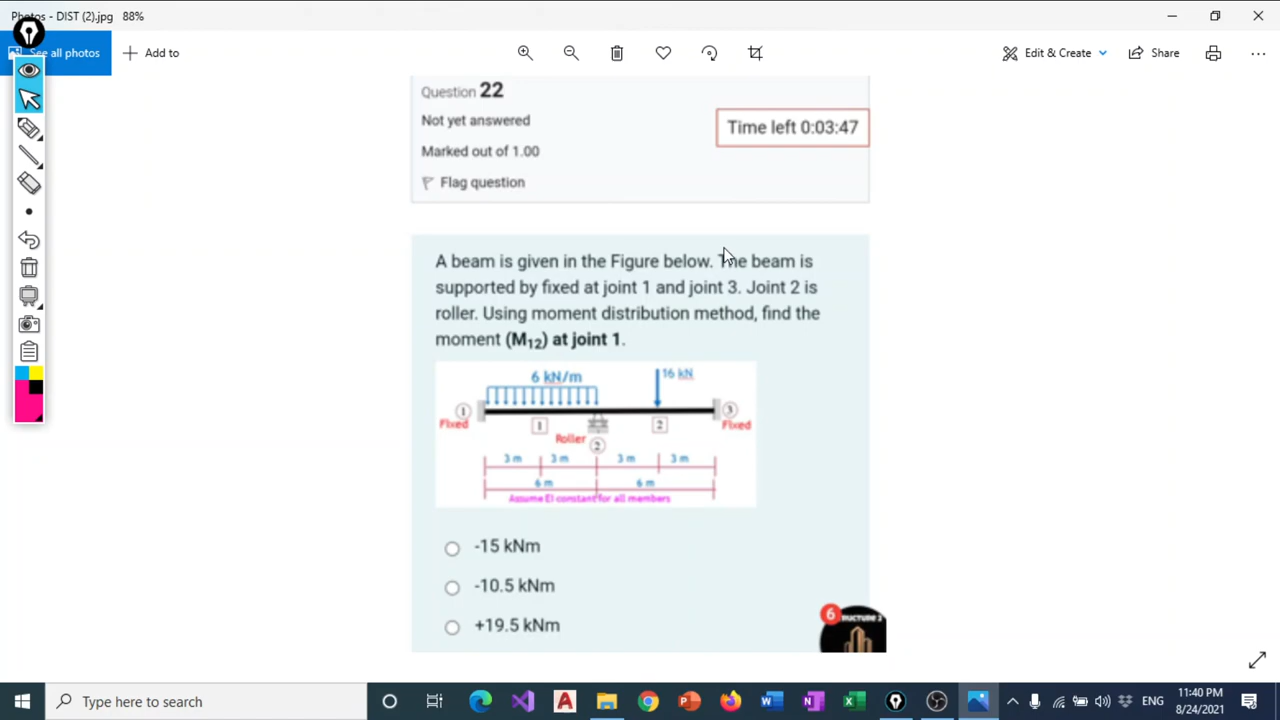 Photos - DIST (2).jpg 88%
See all photos
Add to
Edit & Create
Share
Question 22
Not yet answered
Marked out of 1.00
Flag question
Time left 0:03:47
A beam is given in the Figure below. The beam is
supported by fixed at joint 1 and joint 3. Joint 2 is
roller. Using moment distribution method, find the
moment (M12) at joint 1.
6 kN/m
16 kN
1
3
Fixed
1
2
Fixed
Roller
2
3 m 3 m 3 m 3 m
6 m 6 m
Assume EI constant for all members
-15 kNm
-10.5 kNm
+19.5 kNm
6
Type here to search
ENG
11:40 PM
8/24/2021